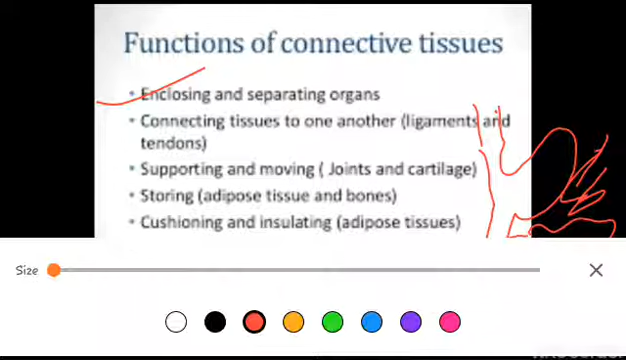 Functions of connective tissues
• Enclosing and separating organs
• Connecting tissues to one another (ligaments and
tendons)
• Supporting and moving ( Joints and cartilage)
• Storing (adipose tissue and bones)
• Cushioning and insulating (adipose tissues)
Size